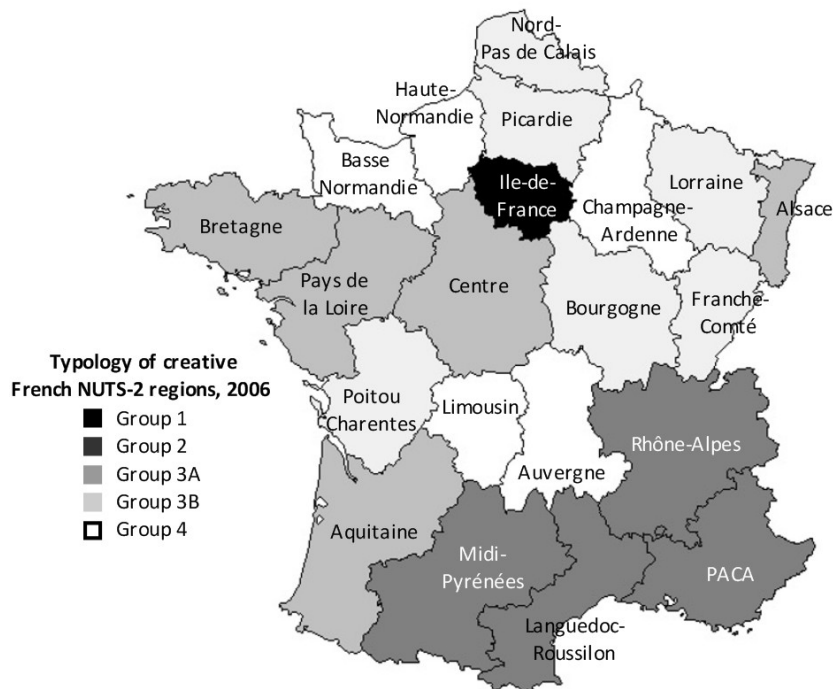 Nord-
Pas de Calais
Haute-
Normandie
Picardie
Basse
Normandie
Ile-de-
France
Lorraine
Champagne-
Ardenne
Alsace
Bretagne
Pays de
la Loire
Centre
Bourgogne
Franche-
Comté
Typology of creative
French NUTS-2 regions, 2006
Group 1
Group 2
Group 3A
Group 3B
Group 4
Poitou
Charentes
Limousin
Auvergne
Rhône-Alpes
Aquitaine
Midi-
Pyrénées
PACA
Languedoc-
Roussilon